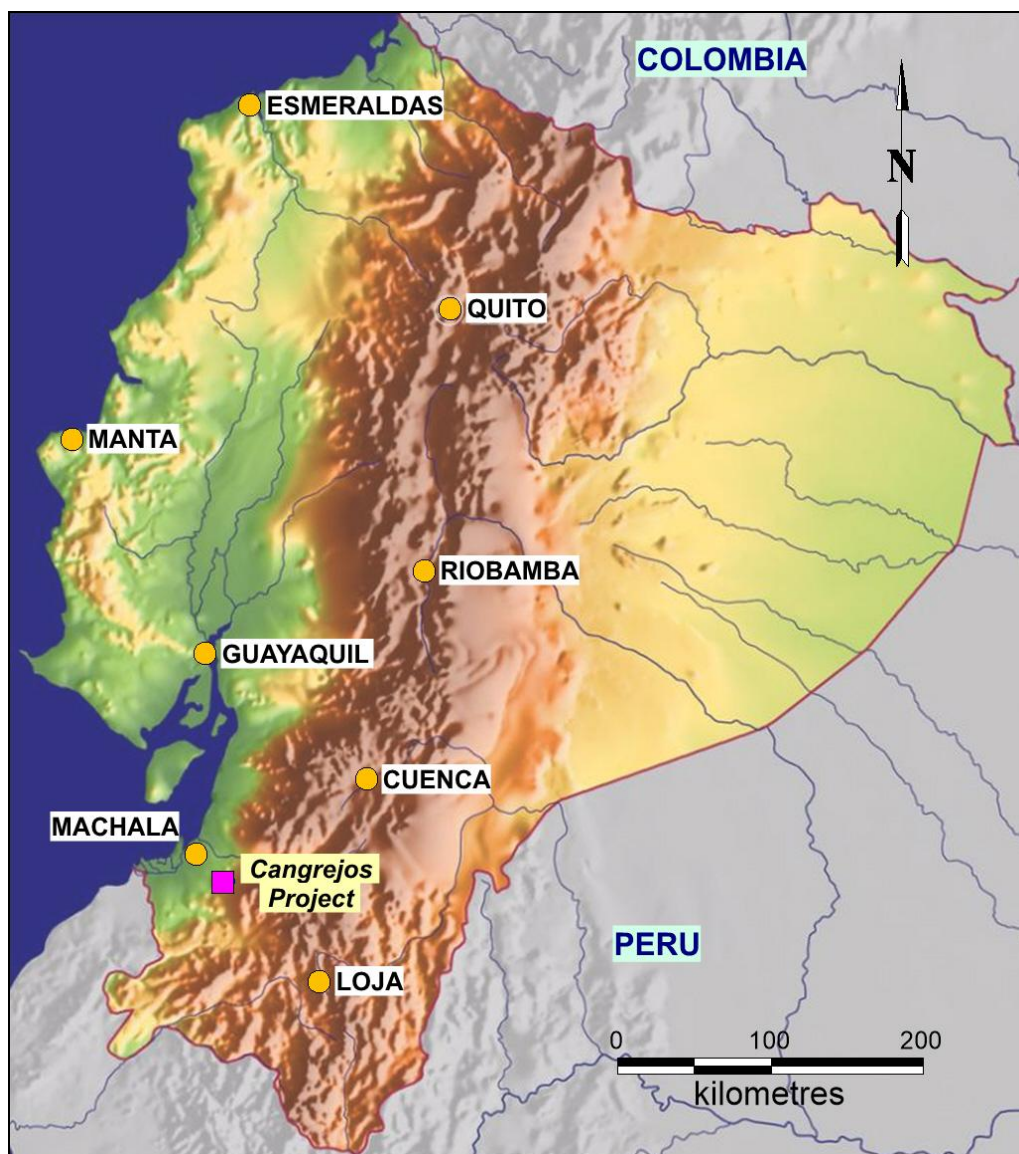 COLOMBIA
ESMERALDAS
N
QUITO
MANTA
RIOBAMBA
GUAYAQUIL
CUENCA
MACHALA
Cangrejos
Project
PERU
LOJA
0 100 200
kilometres